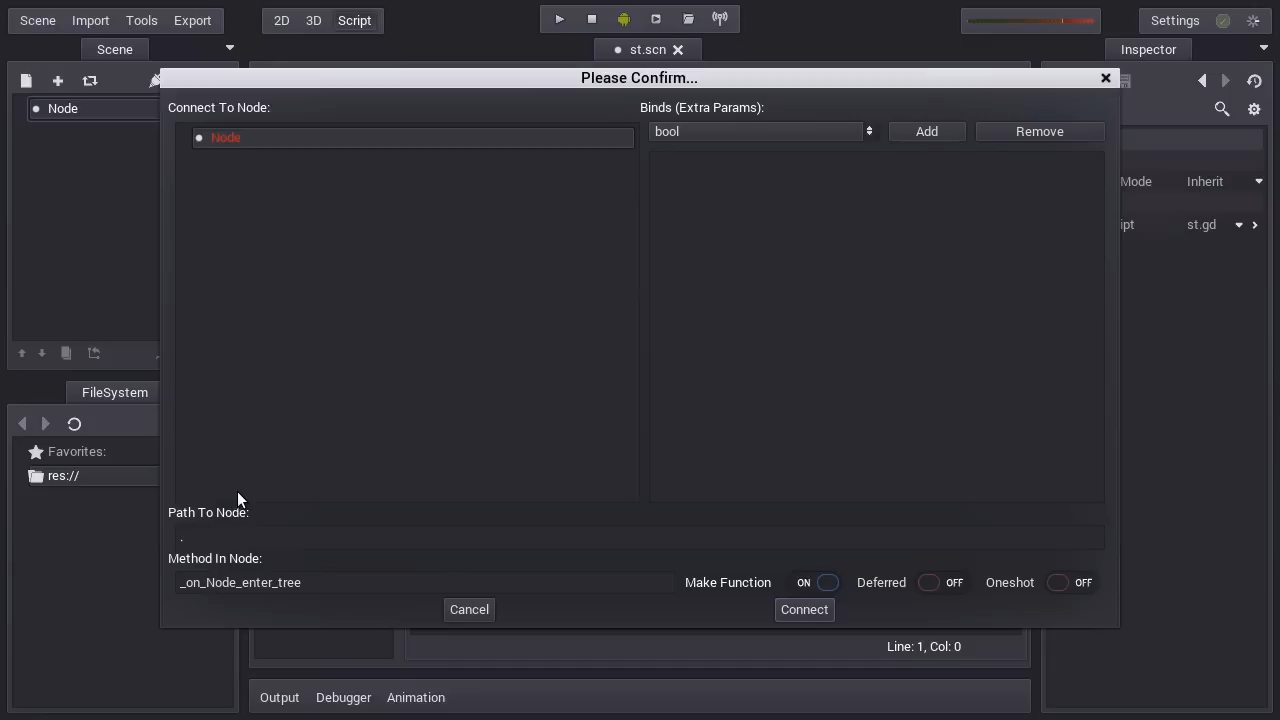 Scene Import Tools Export 2D 3D Script Settings
Scene st.scn Inspector
Please Confirm...
Connect To Node: Binds (Extra Params):
Node Node bool Add Remove
Mode Inherit
ipt st.gd
FileSystem
Favorites:
res://
Path To Node:
.
Method In Node:
_on_Node_enter_tree Make Function ON Deferred OFF Oneshot OFF
Cancel Connect
Line: 1, Col: 0
Output Debugger Animation